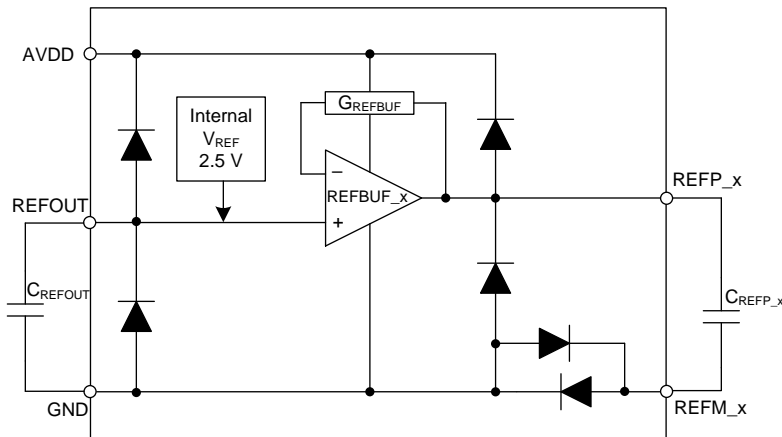 AVDD
Internal
VREF
2.5 V
GREFBUF
−
REFBUF_x
+
REFOUT
REFP_x
CREFOUT
CREFP_x
GND
REFM_x